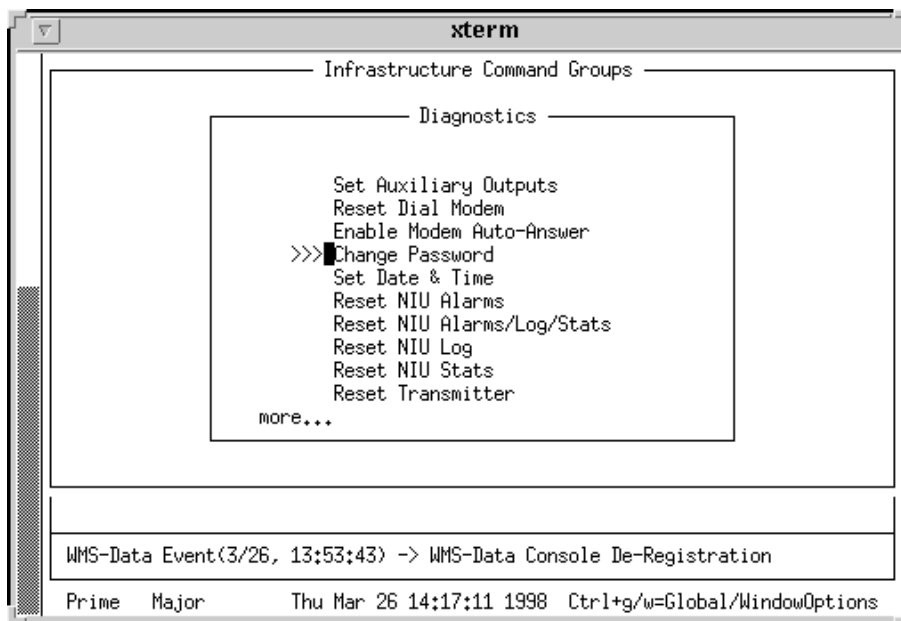 xterm
Infrastructure Command Groups
Diagnostics
Set Auxiliary Outputs
Reset Dial Modem
Enable Modem Auto-Answer
>>> Change Password
Set Date & Time
Reset NIU Alarms
Reset NIU Alarms/Log/Stats
Reset NIU Log
Reset NIU Stats
Reset Transmitter
more...
WMS-Data Event(3/26, 13:53:43) -> WMS-Data Console De-Registration
Prime Major Thu Mar 26 14:17:11 1998 Ctrl+g/w=Global/WindowOptions